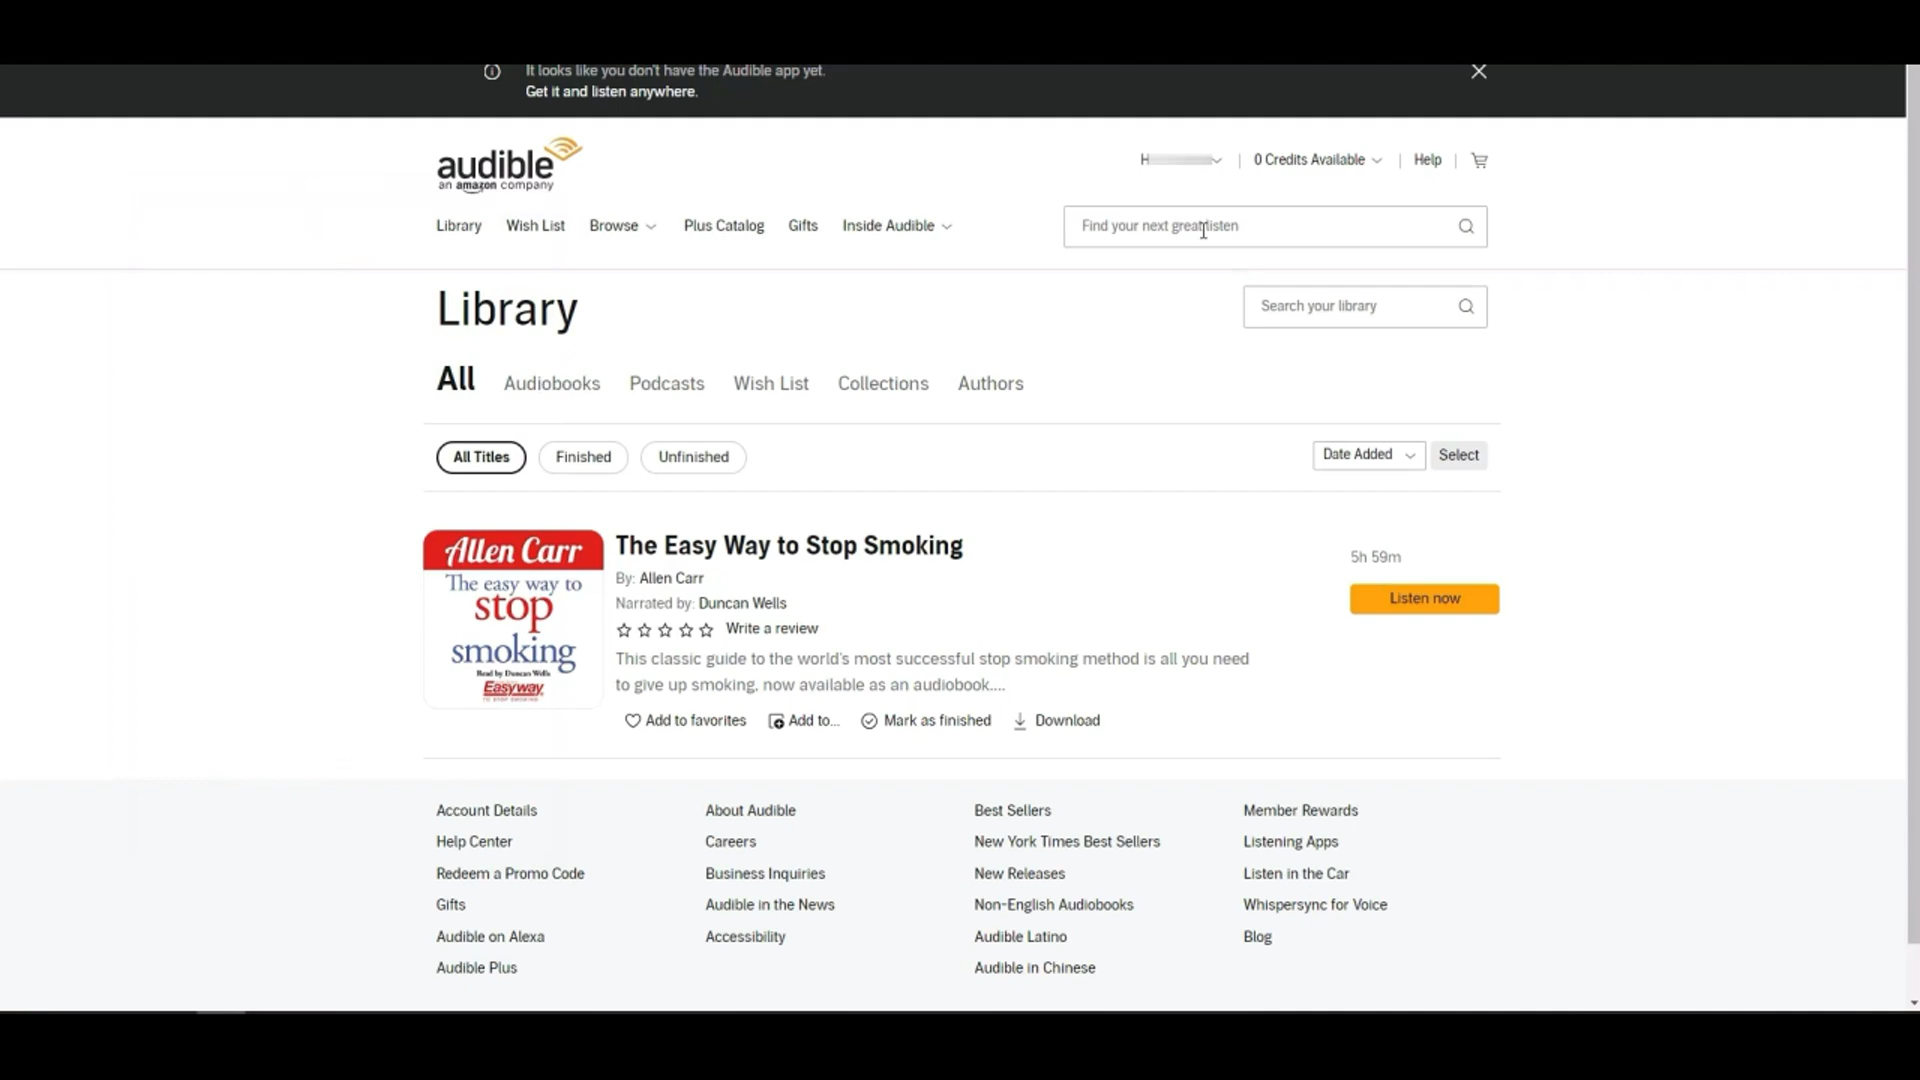 It looks like you don't have the Audible app yet.
Get it and listen anywhere.
audible
an amazon company
H
0 Credits Available
Help
Library
Wish List
Browse
Plus Catalog
Gifts
Inside Audible
Find your next great listen
Library
Search your library
All
Audiobooks
Podcasts
Wish List
Collections
Authors
All Titles
Finished
Unfinished
Date Added
Select
Allen Carr
The easy way to
stop
smoking
Read by Duncan Wells
Easyway
TO STOP SMOKING
The Easy Way to Stop Smoking
By: Allen Carr
Narrated by: Duncan Wells
Write a review
This classic guide to the world's most successful stop smoking method is all you need
to give up smoking, now available as an audiobook....
Add to favorites
Add to...
Mark as finished
Download
5h 59m
Listen now
Account Details
Help Center
Redeem a Promo Code
Gifts
Audible on Alexa
Audible Plus
About Audible
Careers
Business Inquiries
Audible in the News
Accessibility
Best Sellers
New York Times Best Sellers
New Releases
Non-English Audiobooks
Audible Latino
Audible in Chinese
Member Rewards
Listening Apps
Listen in the Car
Whispersync for Voice
Blog